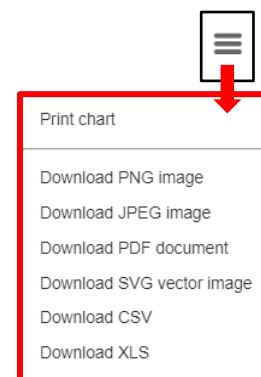 Print chart
Download PNG image
Download JPEG image
Download PDF document
Download SVG vector image
Download CSV
Download XLS